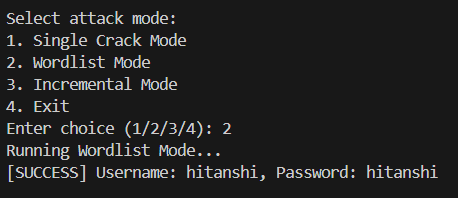 Select attack mode:
1. Single Crack Mode
2. Wordlist Mode
3. Incremental Mode
4. Exit
Enter choice (1/2/3/4): 2
Running Wordlist Mode...
[SUCCESS] Username: hitanshi, Password: hitanshi